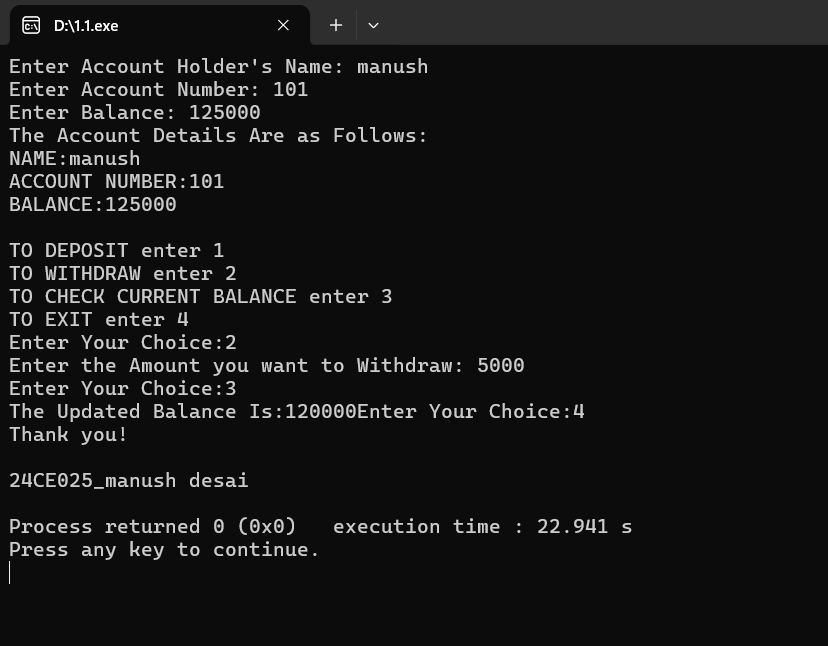 D:\1.1.exe
Enter Account Holder's Name: manush
Enter Account Number: 101
Enter Balance: 125000
The Account Details Are as Follows:
NAME:manush
ACCOUNT NUMBER:101
BALANCE:125000
TO DEPOSIT enter 1
TO WITHDRAW enter 2
TO CHECK CURRENT BALANCE enter 3
TO EXIT enter 4
Enter Your Choice:2
Enter the Amount you want to Withdraw: 5000
Enter Your Choice:3
The Updated Balance Is:120000Enter Your Choice:4
Thank you!
24CE025_manush desai
Process returned 0 (0x0)   execution time : 22.941 s
Press any key to continue.